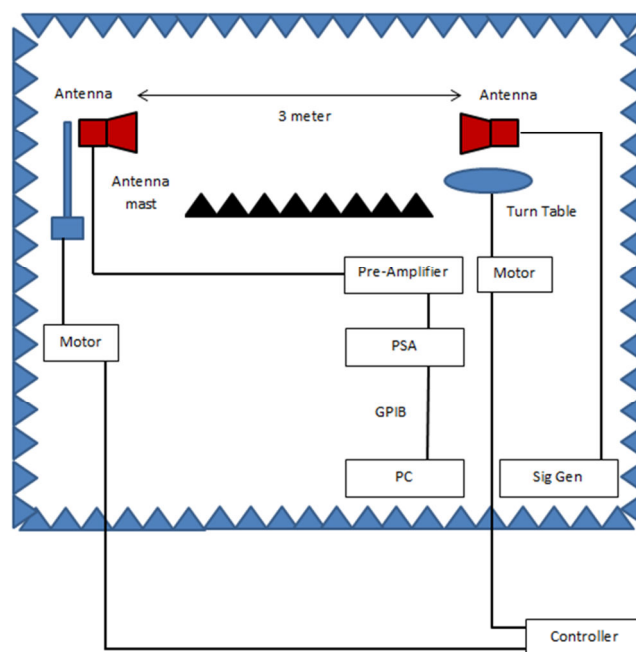 Antenna
Antenna
3 meter
Antenna
mast
Turn Table
Pre-Amplifier
Motor
Motor
PSA
GPIB
PC
Sig Gen
Controller